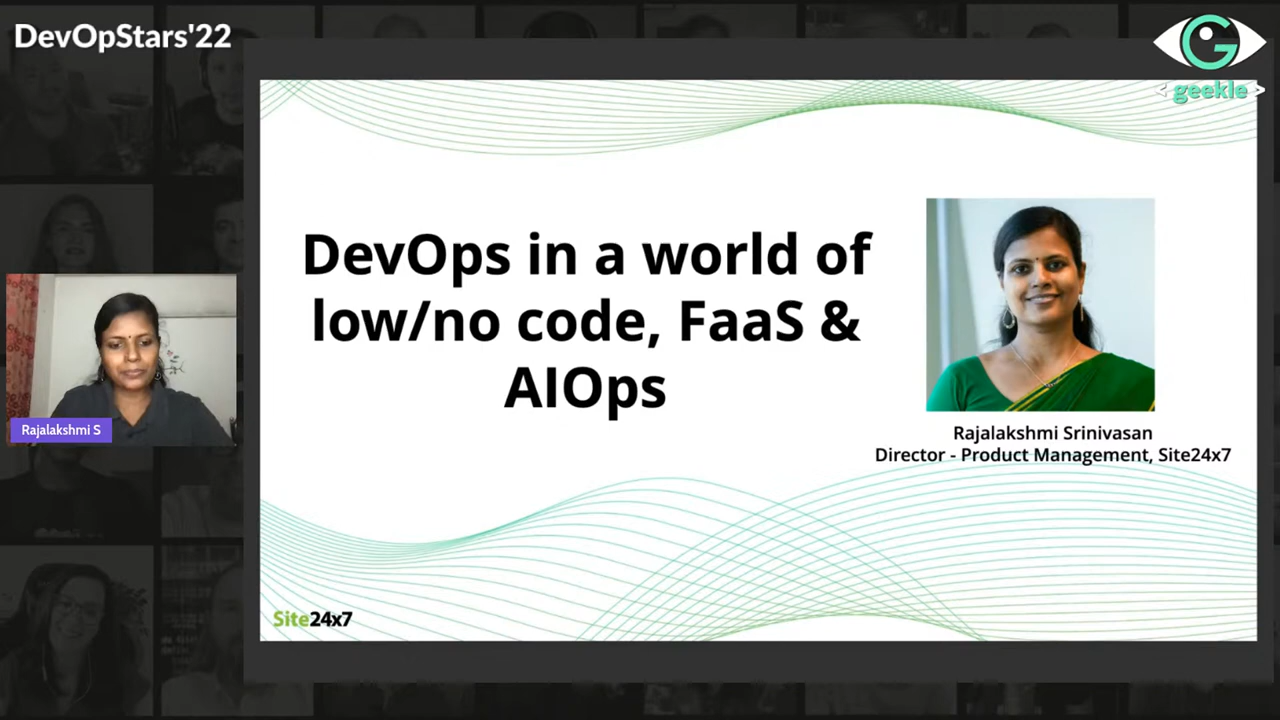 DevOpStars'22
<geekle>
DevOps in a world of
low/no code, FaaS &
AIOps
Rajalakshmi S
Rajalakshmi Srinivasan
Director - Product Management, Site24x7
Site24x7